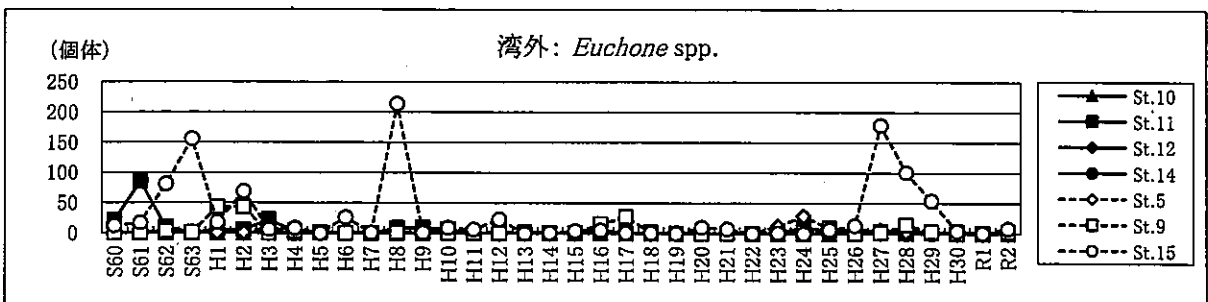 (個体)
湾外: Euchone spp.
250
200
150
100
50
0
S60 S61 S62 S63 H1 H2 H3 H4 H5 H6 H7 H8 H9 H10 H11 H12 H13 H14 H15 H16 H17 H18 H19 H20 H21 H22 H23 H24 H25 H26 H27 H28 H29 H30 R1 R2
St.10
St.11
St.12
St.14
St.5
St.9
St.15